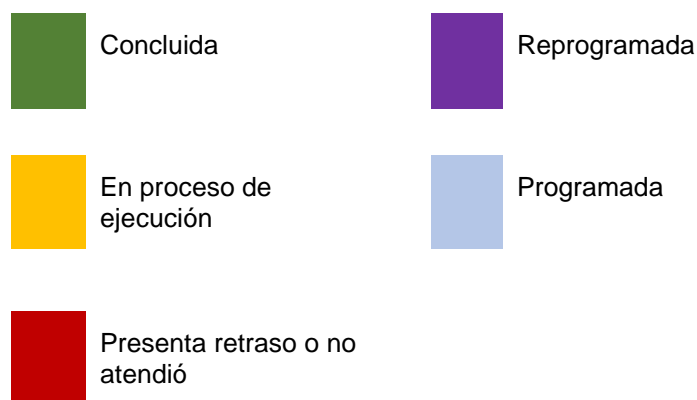 Concluida
Reprogramada
En proceso de
ejecución
Programada
Presenta retraso o no
atendió